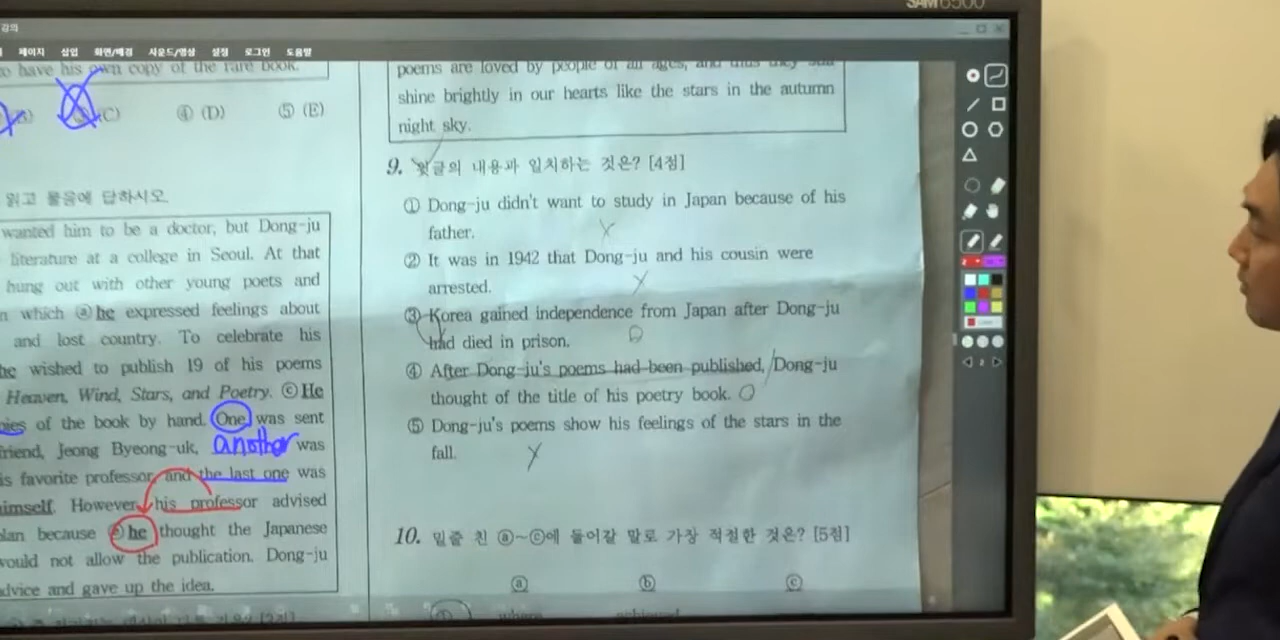 SAM6500
강의
페이지 삽입 화면/배경 사운드/영상 설정 로그인 도움말
to have his own copy of the rare book.
(C) ④ (D) ⑤ (E)
읽고 물음에 답하시오.
wanted him to be a doctor, but Dong-ju
literature at a college in Seoul. At that
hung out with other young poets and
which ⓐ he expressed feelings about
and lost country. To celebrate his
he wished to publish 19 of his poems
Heaven, Wind, Stars, and Poetry. ⓒ He
of the book by hand. One was sent
friend, Jeong Byeong-uk, another was
his favorite professor, and the last one was
himself. However, his professor advised
plan because he thought the Japanese
would not allow the publication. Dong-ju
advice and gave up the idea.
poems are loved by people of all ages, and thus they still
shine brightly in our hearts like the stars in the autumn
night sky.
9. 윗글의 내용과 일치하는 것은? [4점]
① Dong-ju didn't want to study in Japan because of his
father.
② It was in 1942 that Dong-ju and his cousin were
arrested.
③ Korea gained independence from Japan after Dong-ju
had died in prison.
④ After Dong-ju's poems had been published, Dong-ju
thought of the title of his poetry book.
⑤ Dong-ju's poems show his feelings of the stars in the
fall.
10. 밑줄 친 ⓐ~ⓒ에 들어갈 말로 가장 적절한 것은? [5점]
ⓐ ⓑ ⓒ
① where achieved